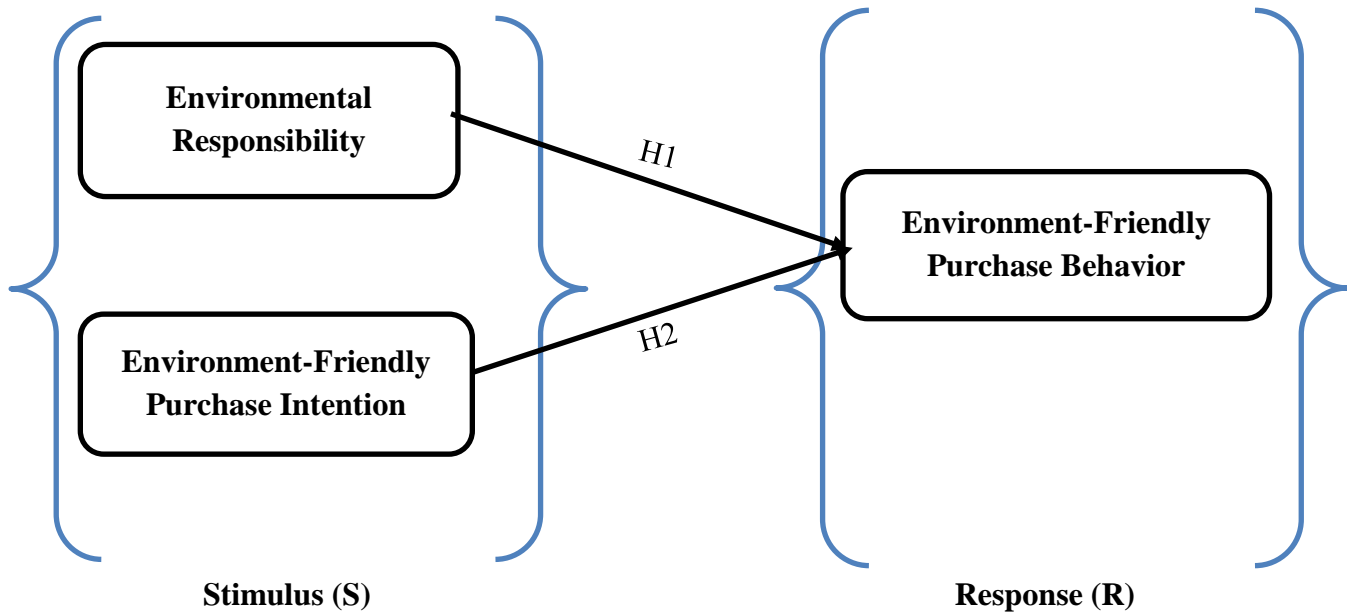 Environmental
Responsibility
H1
Environment-Friendly
Purchase Behavior
Environment-Friendly
Purchase Intention
H2
Stimulus (S)
Response (R)